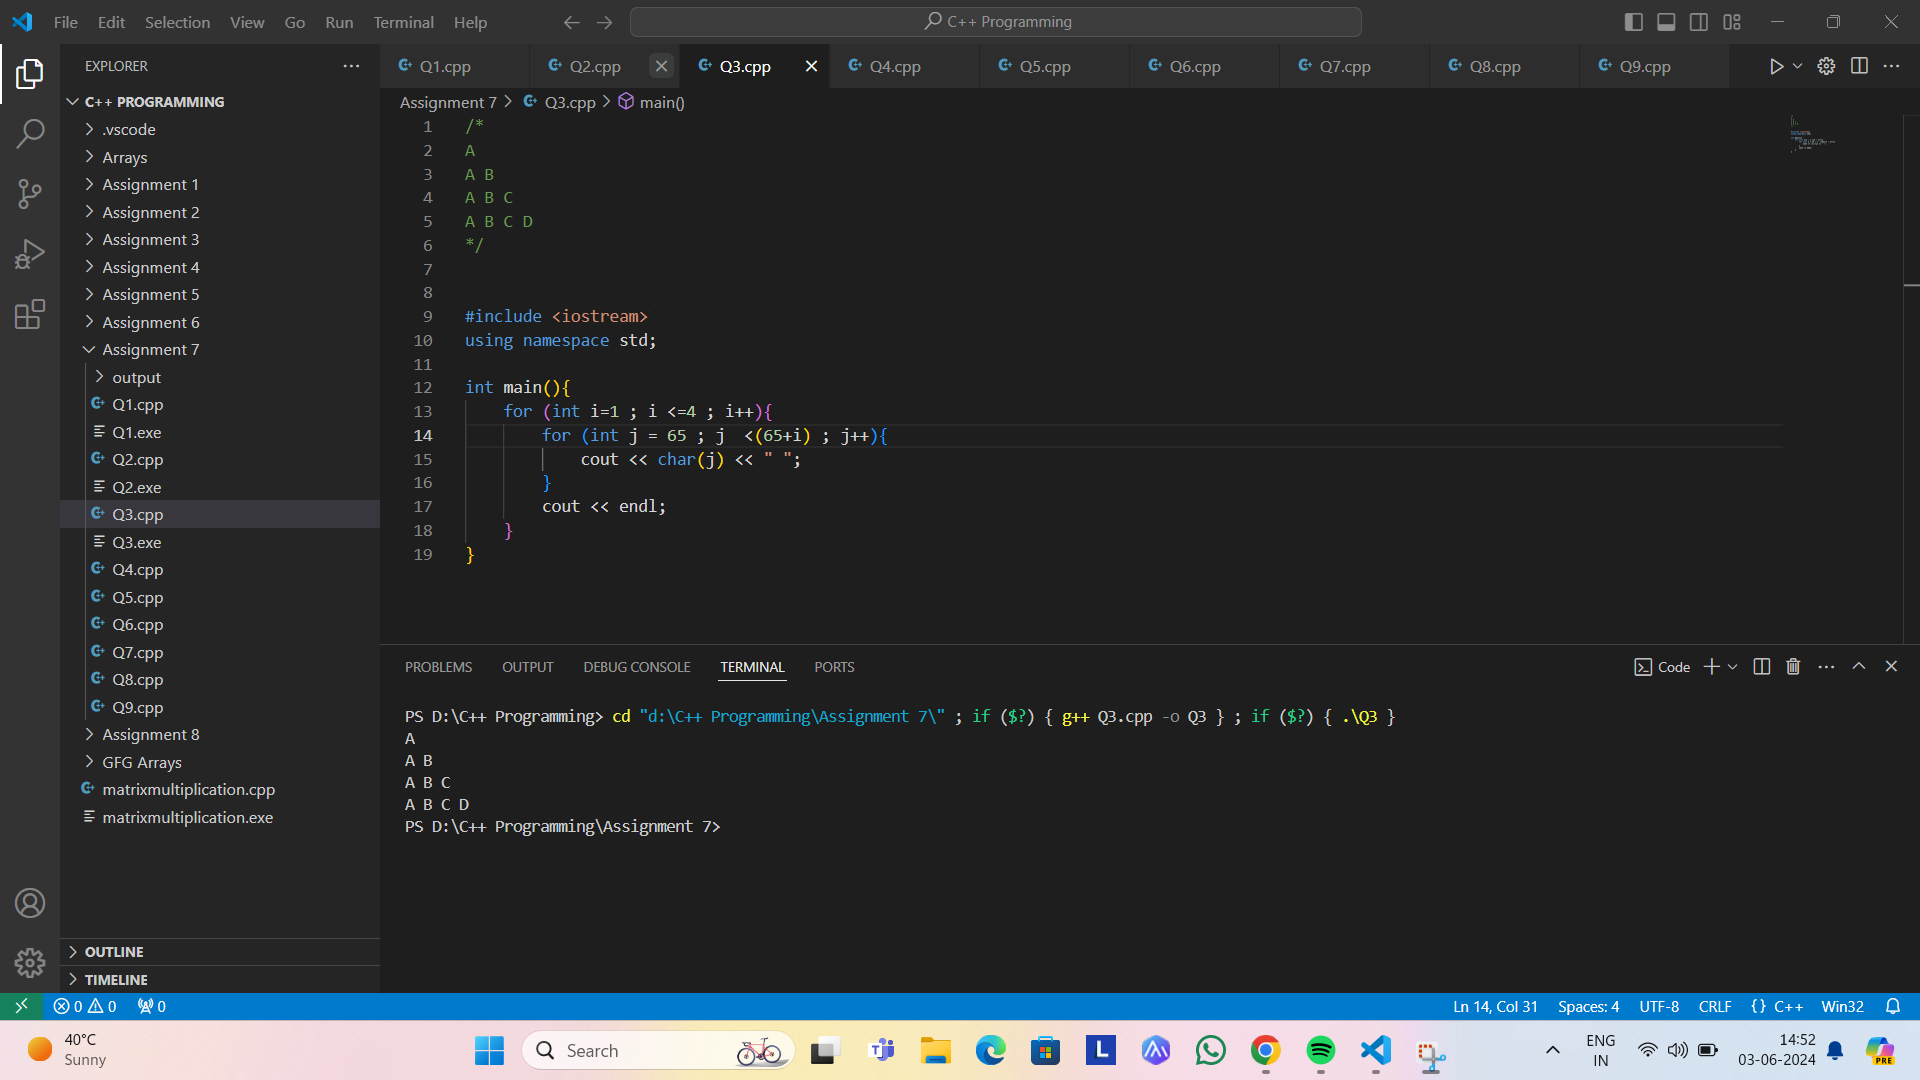 File Edit Selection View Go Run Terminal Help
C++ Programming
EXPLORER
C++ PROGRAMMING
.vscode
Arrays
Assignment 1
Assignment 2
Assignment 3
Assignment 4
Assignment 5
Assignment 6
Assignment 7
output
Q1.cpp
Q1.exe
Q2.cpp
Q2.exe
Q3.cpp
Q3.exe
Q4.cpp
Q5.cpp
Q6.cpp
Q7.cpp
Q8.cpp
Q9.cpp
Assignment 8
GFG Arrays
matrixmultiplication.cpp
matrixmultiplication.exe
OUTLINE
TIMELINE
Q1.cpp Q2.cpp Q3.cpp Q4.cpp Q5.cpp Q6.cpp Q7.cpp Q8.cpp Q9.cpp
Assignment 7 > Q3.cpp > main()
1 /*
2 A
3 A B
4 A B C
5 A B C D
6 */
7
8
9 #include <iostream>
10 using namespace std;
11
12 int main(){
13 for (int i=1 ; i <=4 ; i++){
14 for (int j = 65 ; j  <(65+i) ; j++){
15 cout << char(j) << " ";
16 }
17 cout << endl;
18 }
19 }
PROBLEMS OUTPUT DEBUG CONSOLE TERMINAL PORTS
Code
PS D:\C++ Programming> cd "d:\C++ Programming\Assignment 7\" ; if ($?) { g++ Q3.cpp -o Q3 } ; if ($?) { .\Q3 }
A
A B
A B C
A B C D
PS D:\C++ Programming\Assignment 7>
0 0 0
Ln 14, Col 31 Spaces: 4 UTF-8 CRLF {} C++ Win32
40°C
Sunny
Search
L
PRE
ENG
IN
14:52
03-06-2024